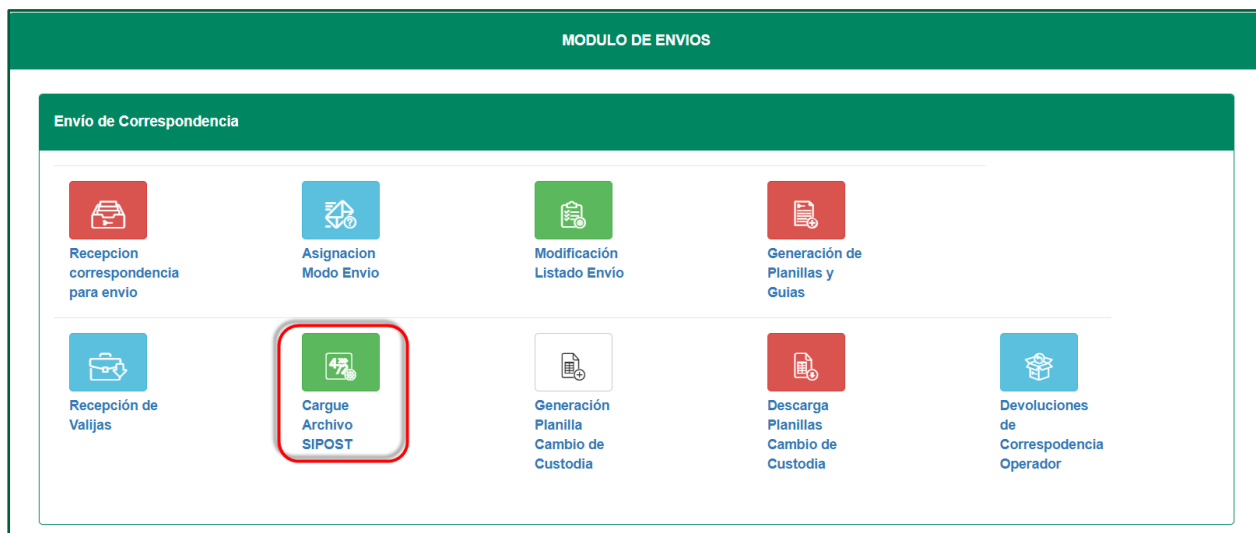 MODULO DE ENVIOS
Envío de Correspondencia
Recepcion
correspondencia
para envio
Asignacion
Modo Envio
Modificación
Listado Envío
Generación de
Planillas y
Guias
Recepción de
Valijas
472
Cargue
Archivo
SIPOST
Generación
Planilla
Cambio de
Custodia
Descarga
Planillas
Cambio de
Custodia
Devoluciones
de
Correspodencia
Operador